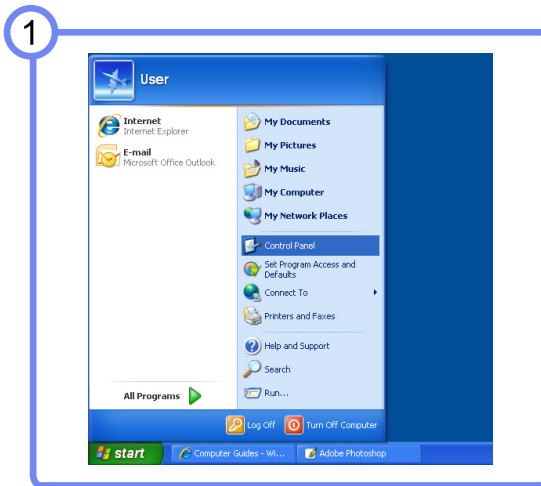 1
User
Internet
Internet Explorer
E-mail
Microsoft Office Outlook
All Programs
My Documents
My Pictures
My Music
My Computer
My Network Places
Control Panel
Set Program Access and
Defaults
Connect To
Printers and Faxes
Help and Support
Search
Run...
Log Off
Turn Off Computer
start
Computer Guides - Wi...
Adobe Photoshop